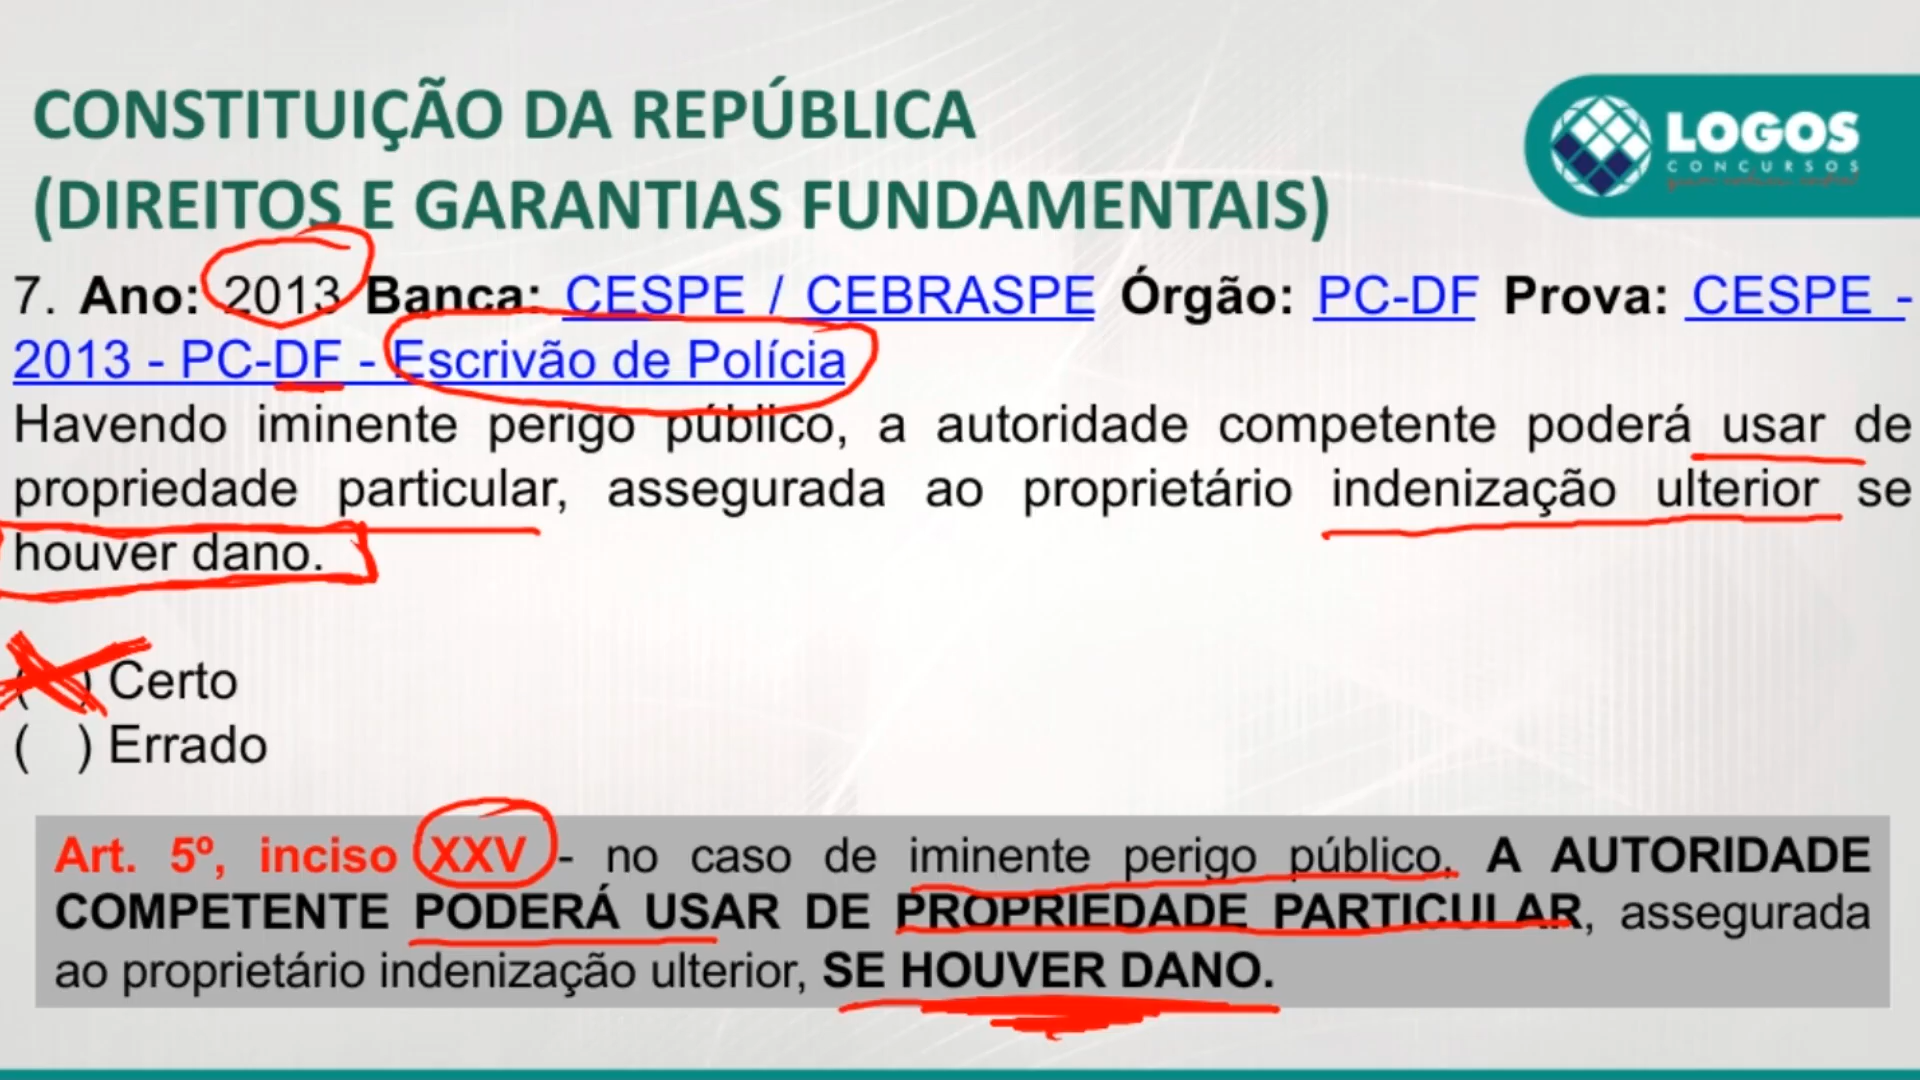 CONSTITUIÇÃO DA REPÚBLICA
(DIREITOS E GARANTIAS FUNDAMENTAIS)
LOGOS
CONCURSOS
7. Ano: 2013 Banca: CESPE / CEBRASPE Órgão: PC-DF Prova: CESPE -
2013 - PC-DF - Escrivão de Polícia
Havendo iminente perigo público, a autoridade competente poderá usar de
propriedade particular, assegurada ao proprietário indenização ulterior se
houver dano.
( ) Certo
( ) Errado
Art. 5º, inciso XXV - no caso de iminente perigo público, A AUTORIDADE
COMPETENTE PODERÁ USAR DE PROPRIEDADE PARTICULAR, assegurada
ao proprietário indenização ulterior, SE HOUVER DANO.